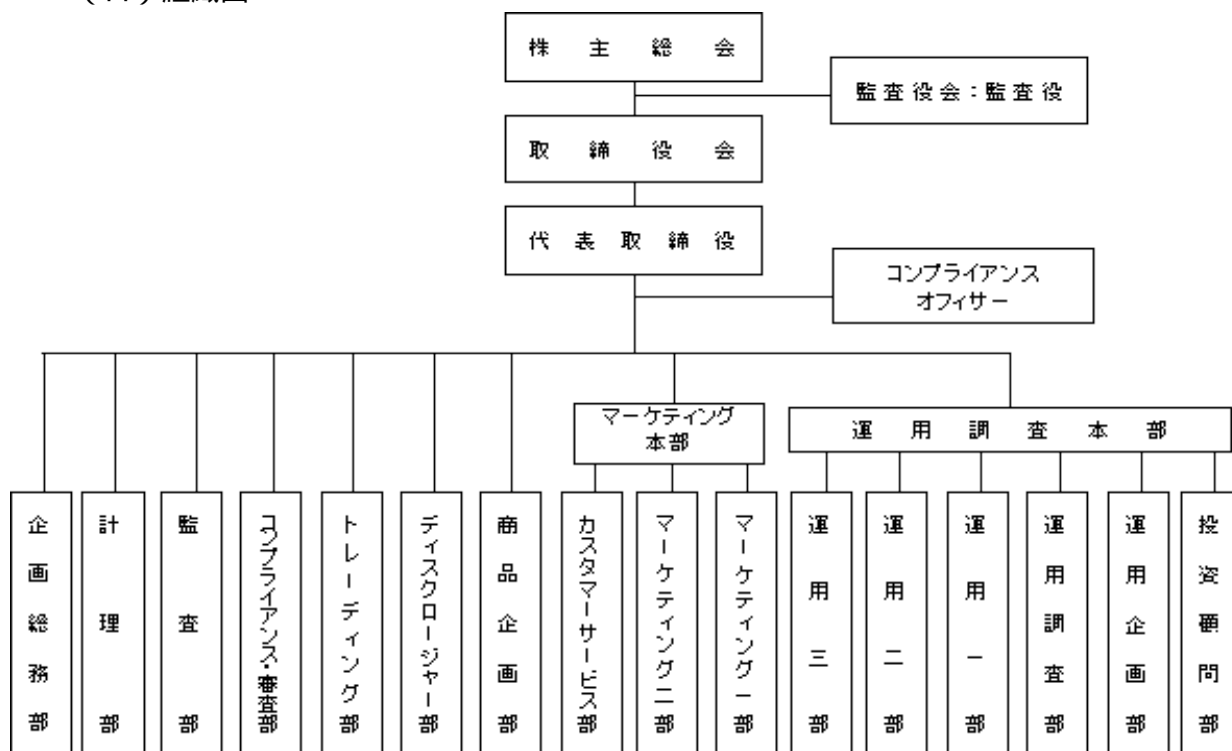 株主総会
監査役会：監査役
取締役会
代表取締役
コンプライアンス
オフィサー
マーケティング
本部
運用調査本部
企画総務部
計理部
監査部
コンプライアンス・審査部
トレーディング部
ディスクロージャー部
商品企画部
カスタマーサービス部
マーケティング二部
マーケティング一部
運用三部
運用二部
運用一部
運用調査部
運用企画部
投資顧問部